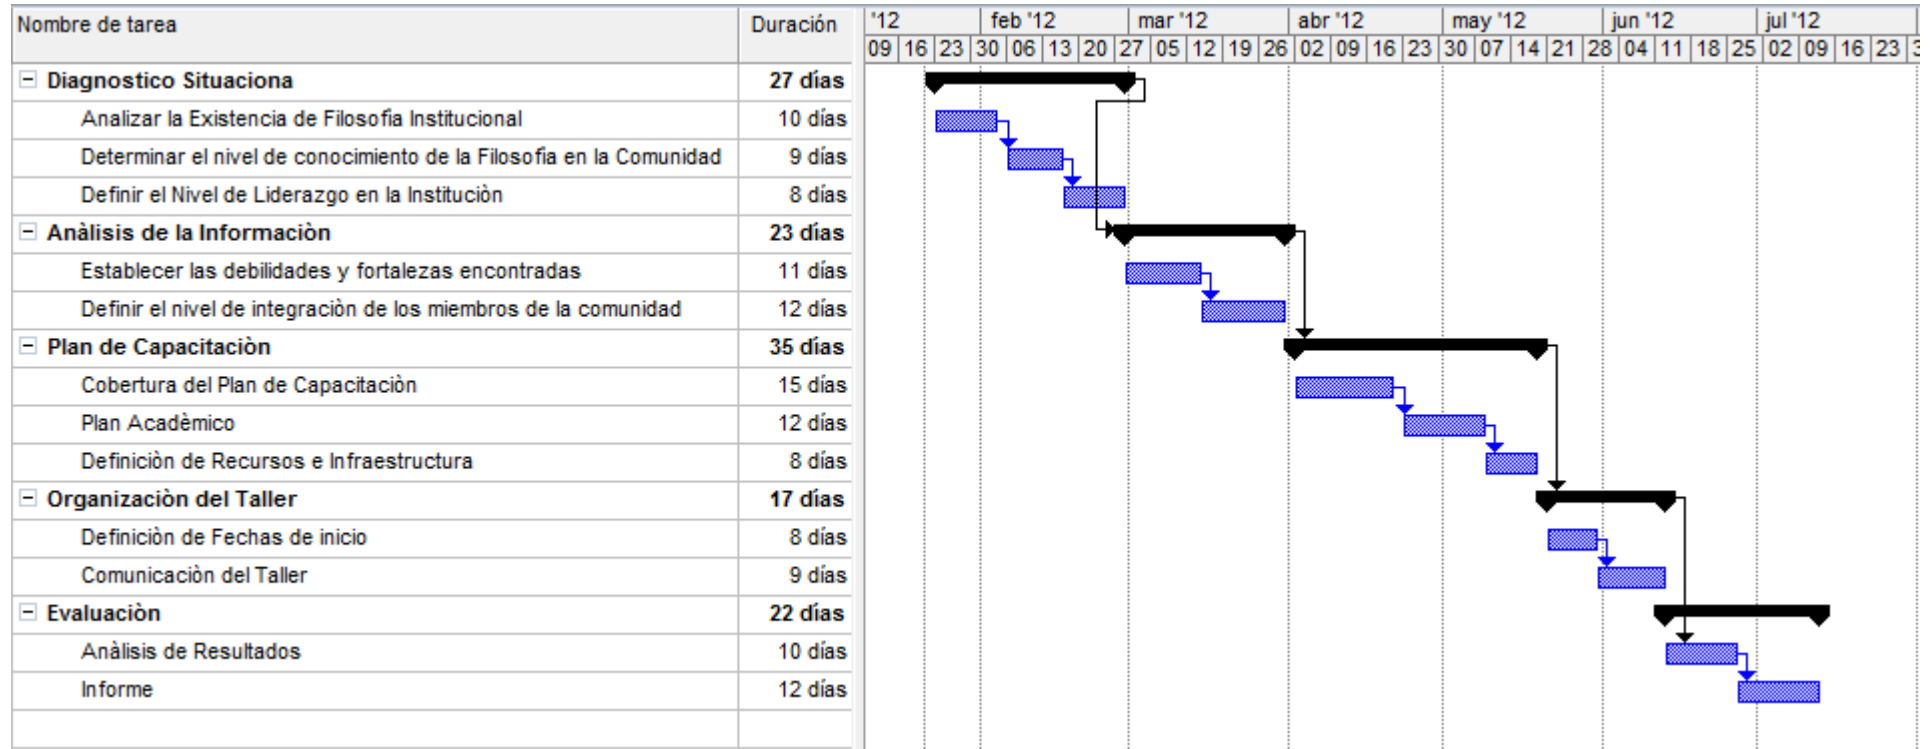 Nombre de tarea Duración '12 feb '12 mar '12 abr '12 may '12 jun '12 jul '12
09 16 23 30 06 13 20 27 05 12 19 26 02 09 16 23 30 07 14 21 28 04 11 18 25 02 09 16 23
Diagnostico Situaciona 27 días
Analizar la Existencia de Filosofia Institucional 10 días
Determinar el nivel de conocimiento de la Filosofia en la Comunidad 9 días
Definir el Nivel de Liderazgo en la Instituciòn 8 días
Anàlisis de la Informaciòn 23 días
Establecer las debilidades y fortalezas encontradas 11 días
Definir el nivel de integraciòn de los miembros de la comunidad 12 días
Plan de Capacitaciòn 35 días
Cobertura del Plan de Capacitaciòn 15 días
Plan Acadèmico 12 días
Definiciòn de Recursos e Infraestructura 8 días
Organizaciòn del Taller 17 días
Definiciòn de Fechas de inicio 8 días
Comunicaciòn del Taller 9 días
Evaluaciòn 22 días
Anàlisis de Resultados 10 días
Informe 12 días